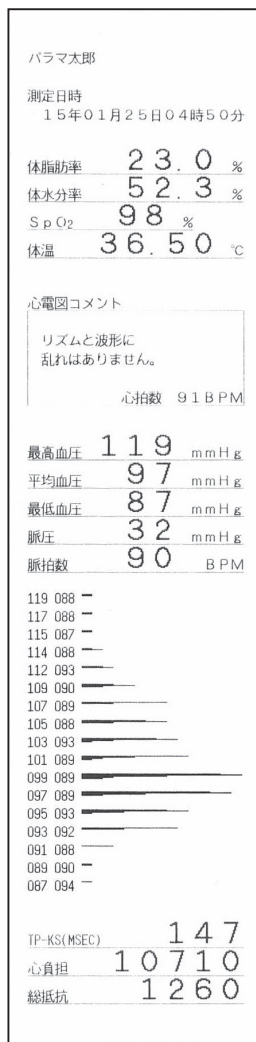 パラマ太郎
測定日時
15年01月25日04時50分
体脂肪率 23.0 %
体水分率 52.3 %
SpO2 98 %
体温 36.50 ℃
心電図コメント
リズムと波形に
乱れはありません。
心拍数 91BPM
最高血圧 119 mmHg
平均血圧 97 mmHg
最低血圧 87 mmHg
脈圧 32 mmHg
脈拍数 90 BPM
119 088
117 088
115 087
114 088
112 093
109 090
107 089
105 088
103 093
101 089
099 089
097 089
095 093
093 092
091 088
089 090
087 094
TP-KS(MSEC) 147
心負担 10710
総抵抗 1260